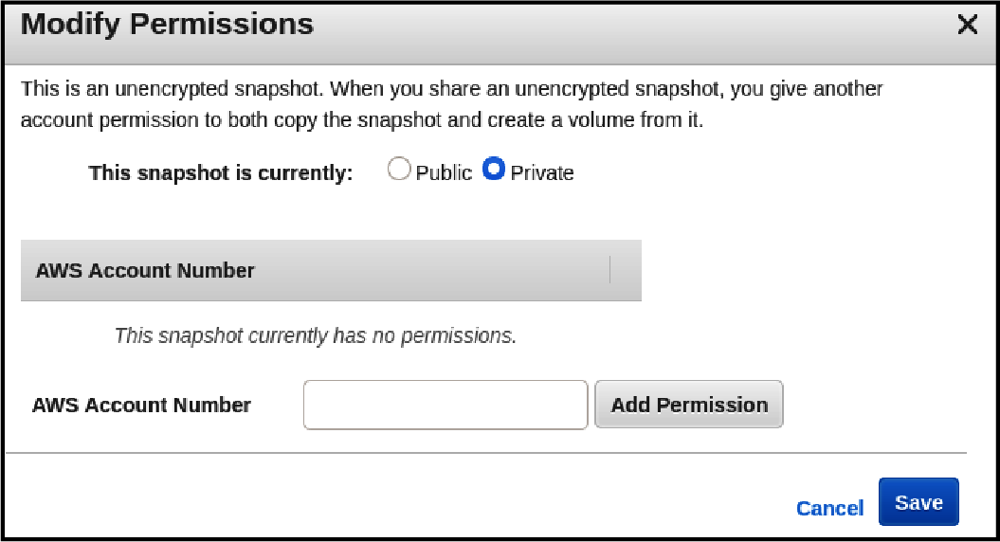 Modify Permissions
This is an unencrypted snapshot. When you share an unencrypted snapshot, you give another
account permission to both copy the snapshot and create a volume from it.
This snapshot is currently: Public Private
AWS Account Number
This snapshot currently has no permissions.
AWS Account Number Add Permission
Cancel Save